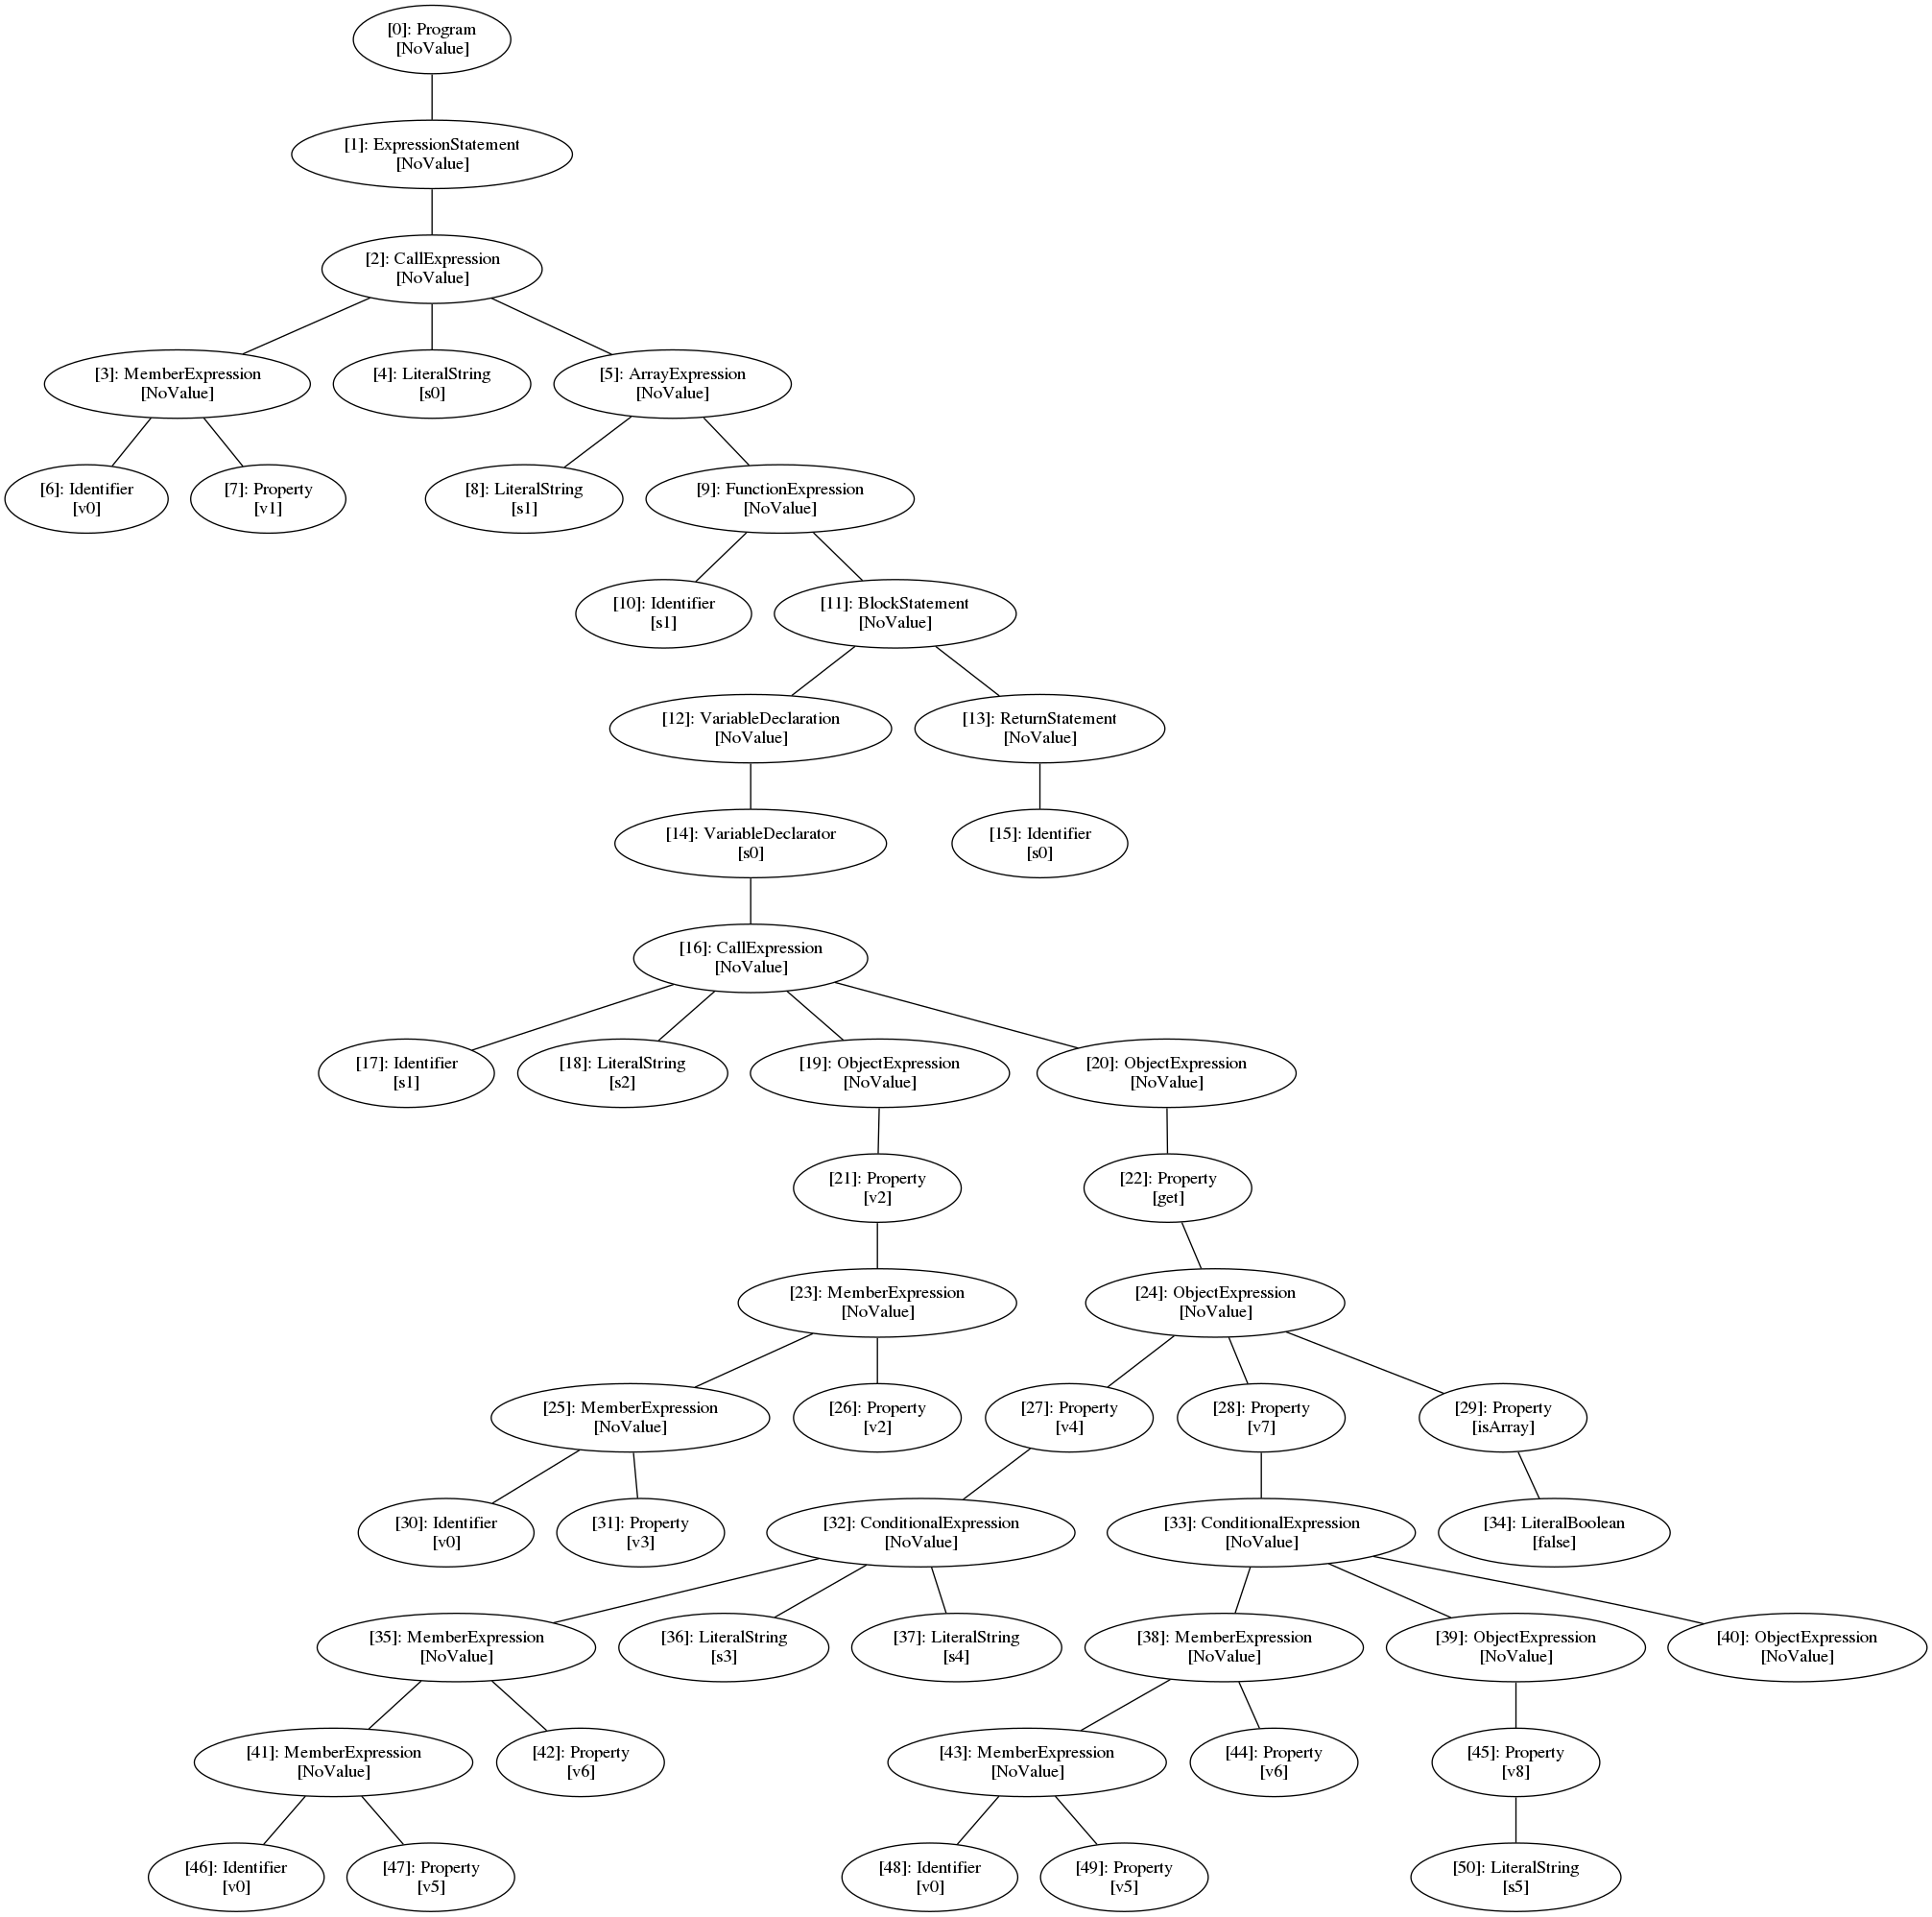 [0]: Program
[NoValue]
[1]: ExpressionStatement
[NoValue]
[2]: CallExpression
[NoValue]
[3]: MemberExpression
[NoValue]
[4]: LiteralString
[s0]
[5]: ArrayExpression
[NoValue]
[6]: Identifier
[v0]
[7]: Property
[v1]
[8]: LiteralString
[s1]
[9]: FunctionExpression
[NoValue]
[10]: Identifier
[s1]
[11]: BlockStatement
[NoValue]
[12]: VariableDeclaration
[NoValue]
[13]: ReturnStatement
[NoValue]
[14]: VariableDeclarator
[s0]
[15]: Identifier
[s0]
[16]: CallExpression
[NoValue]
[17]: Identifier
[s1]
[18]: LiteralString
[s2]
[19]: ObjectExpression
[NoValue]
[20]: ObjectExpression
[NoValue]
[21]: Property
[v2]
[22]: Property
[get]
[23]: MemberExpression
[NoValue]
[24]: ObjectExpression
[NoValue]
[25]: MemberExpression
[NoValue]
[26]: Property
[v2]
[27]: Property
[v4]
[28]: Property
[v7]
[29]: Property
[isArray]
[30]: Identifier
[v0]
[31]: Property
[v3]
[32]: ConditionalExpression
[NoValue]
[33]: ConditionalExpression
[NoValue]
[34]: LiteralBoolean
[false]
[35]: MemberExpression
[NoValue]
[36]: LiteralString
[s3]
[37]: LiteralString
[s4]
[38]: MemberExpression
[NoValue]
[39]: ObjectExpression
[NoValue]
[40]: ObjectExpression
[NoValue]
[41]: MemberExpression
[NoValue]
[42]: Property
[v6]
[43]: MemberExpression
[NoValue]
[44]: Property
[v6]
[45]: Property
[v8]
[46]: Identifier
[v0]
[47]: Property
[v5]
[48]: Identifier
[v0]
[49]: Property
[v5]
[50]: LiteralString
[s5]